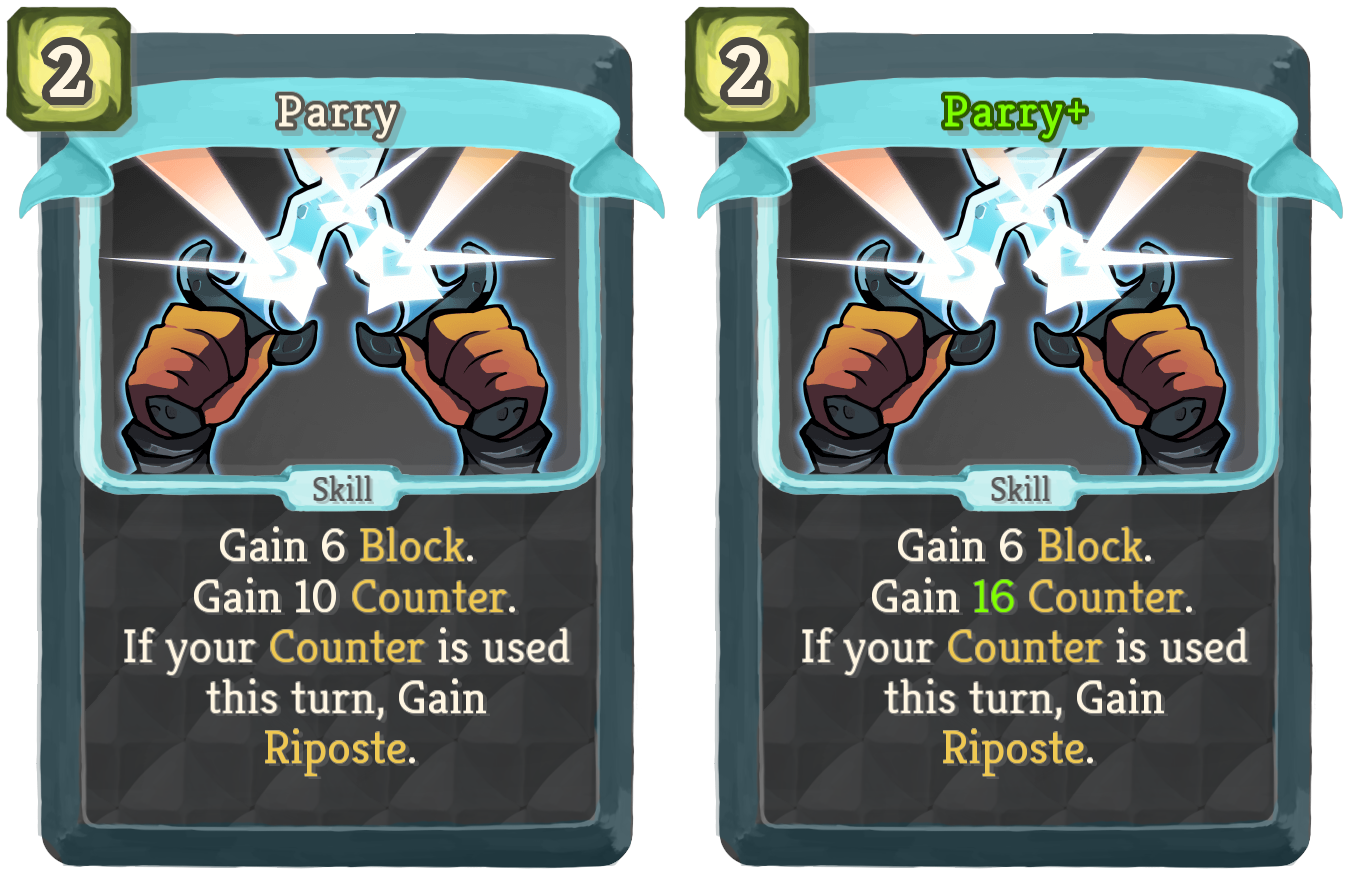 2
Parry
Skill
Gain 6 Block.
Gain 10 Counter.
If your Counter is used
this turn, Gain
Riposte.
2
Parry+
Skill
Gain 6 Block.
Gain 16 Counter.
If your Counter is used
this turn, Gain
Riposte.